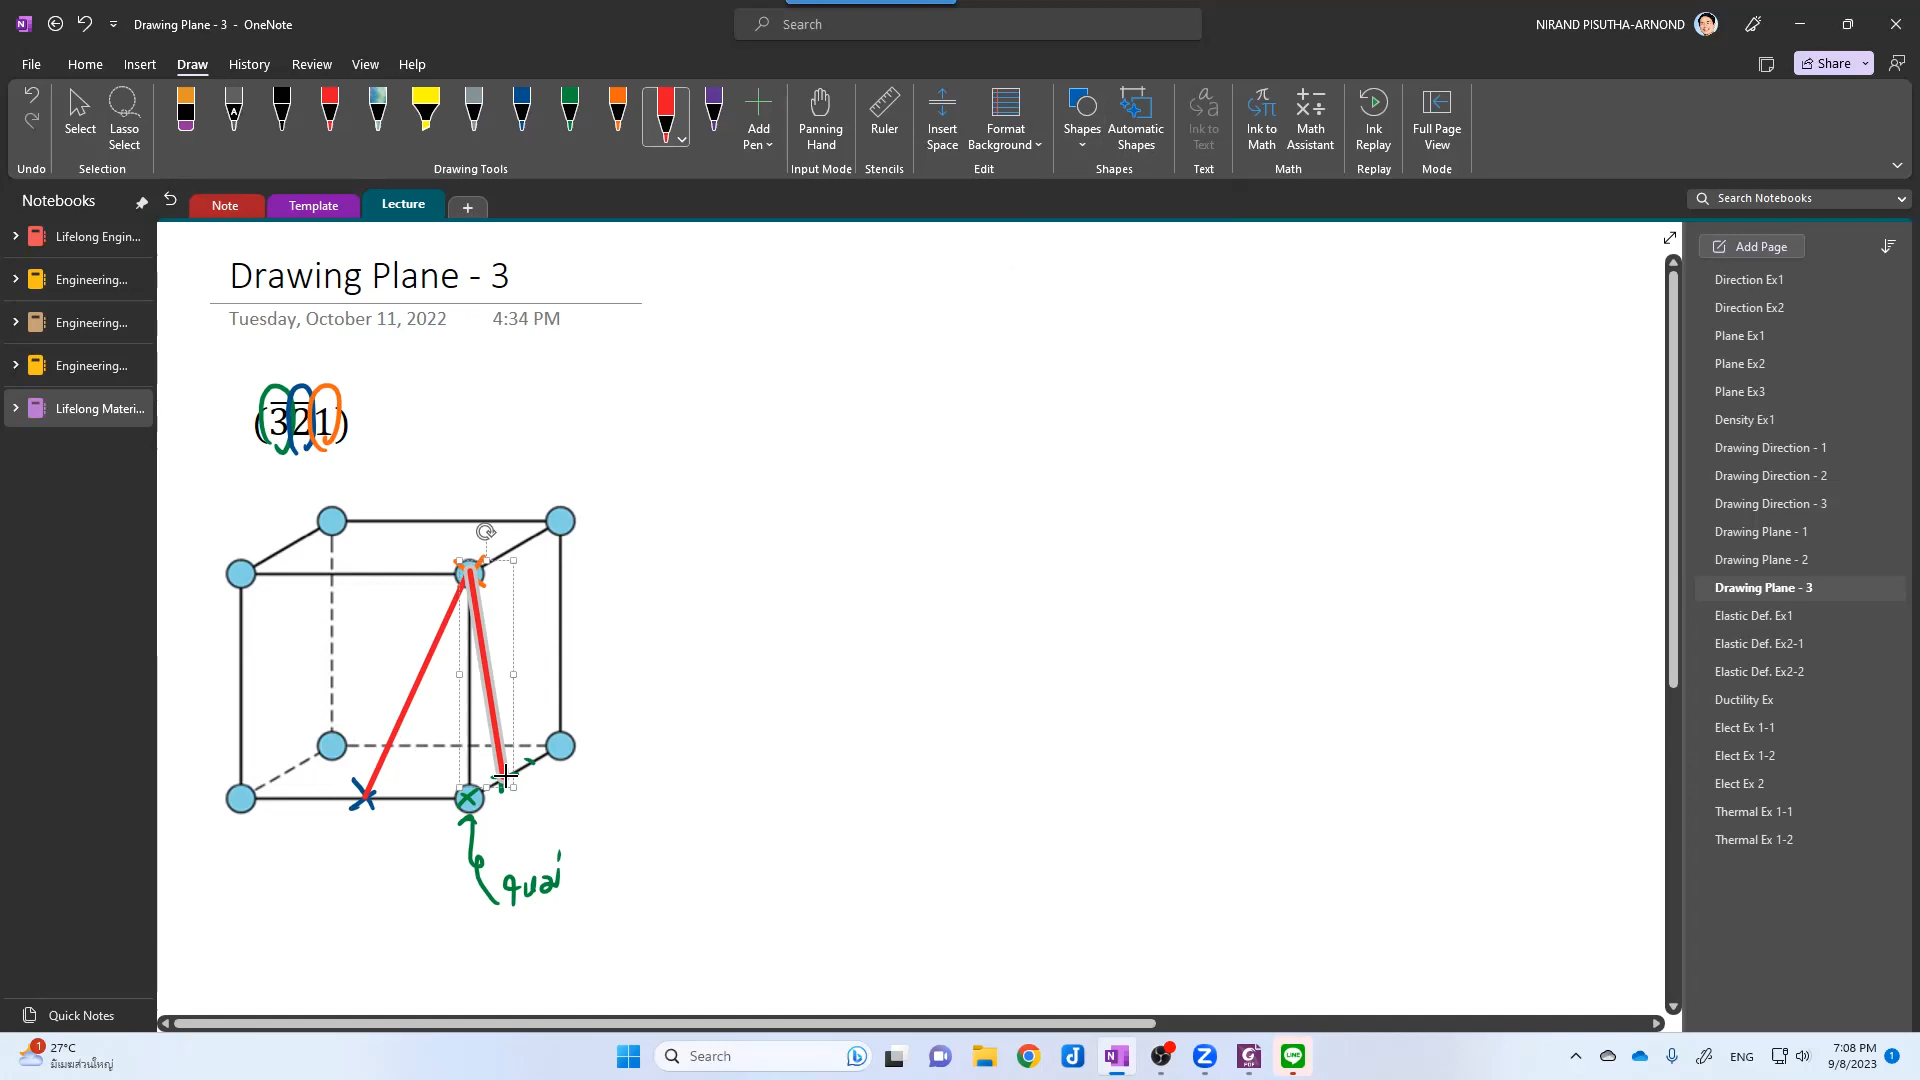 Drawing Plane - 3 - OneNote
Search
NIRAND PISUTHA-ARNOND
File Home Insert Draw History Review View Help
Share
Undo
Select
Lasso Select
Selection
Drawing Tools
Add Pen
Panning Hand
Input Mode
Ruler
Stencils
Insert Space
Format Background
Edit
Shapes
Automatic Shapes
Shapes
Ink to Text
Text
Ink to Math
Math Assistant
Math
Ink Replay
Replay
Full Page View
Mode
Notebooks
Note
Template
Lecture
Search Notebooks
Lifelong Engin...
Engineering...
Engineering...
Engineering...
Lifelong Materi...
Quick Notes
Drawing Plane - 3
Tuesday, October 11, 2022 4:34 PM
(3̅2̅1)
Add Page
Direction Ex1
Direction Ex2
Plane Ex1
Plane Ex2
Plane Ex3
Density Ex1
Drawing Direction - 1
Drawing Direction - 2
Drawing Direction - 3
Drawing Plane - 1
Drawing Plane - 2
Drawing Plane - 3
Elastic Def. Ex1
Elastic Def. Ex2-1
Elastic Def. Ex2-2
Ductility Ex
Elect Ex 1-1
Elect Ex 1-2
Elect Ex 2
Thermal Ex 1-1
Thermal Ex 1-2
27°C
มีเมฆส่วนใหญ่
Search
ENG
7:08 PM
9/8/2023